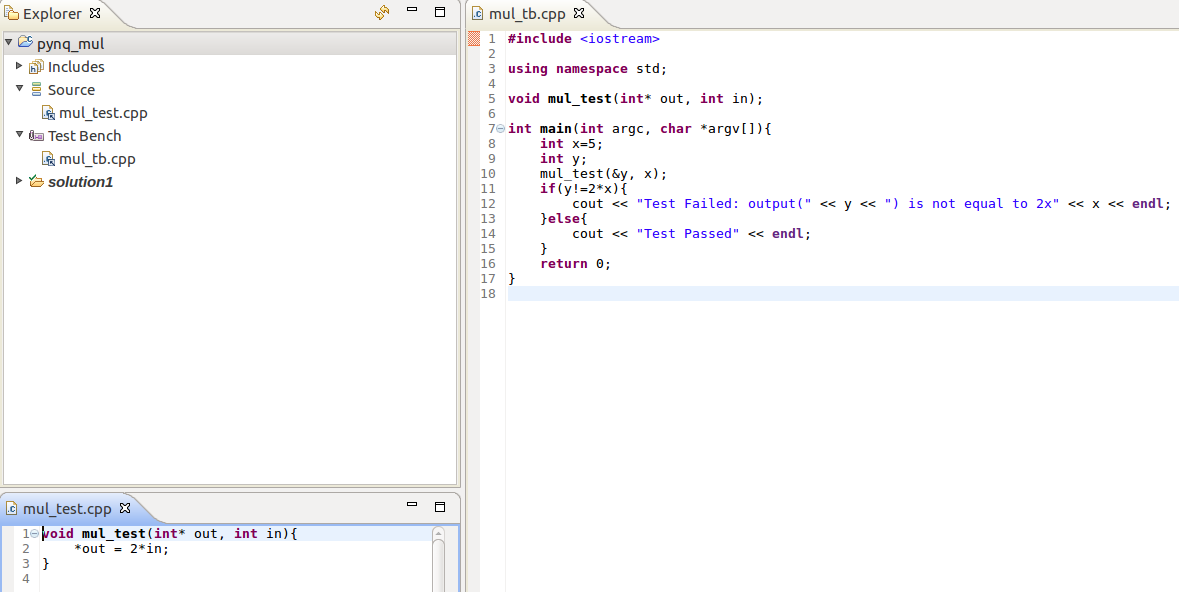 Explorer
pynq_mul
Includes
Source
mul_test.cpp
Test Bench
mul_tb.cpp
solution1
mul_test.cpp
1 void mul_test(int* out, int in){
2     *out = 2*in;
3 }
4
mul_tb.cpp
1 #include <iostream>
2
3 using namespace std;
4
5 void mul_test(int* out, int in);
6
7 int main(int argc, char *argv[]){
8     int x=5;
9     int y;
10     mul_test(&y, x);
11     if(y!=2*x){
12         cout << "Test Failed: output(" << y << ") is not equal to 2x" << x << endl;
13     }else{
14         cout << "Test Passed" << endl;
15     }
16     return 0;
17 }
18